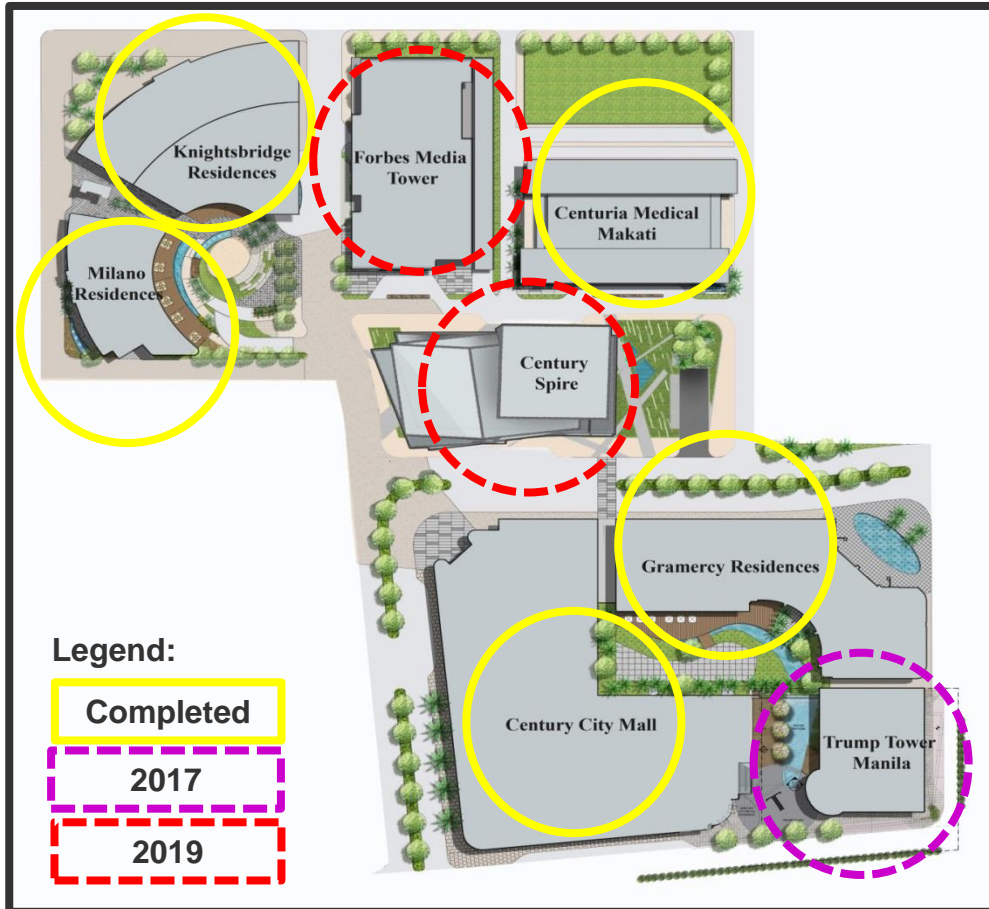 Knightsbridge
Residences
Forbes Media
Tower
Centuria Medical
Makati
Milano
Residences
Century
Spire
Gramercy Residences
Century City Mall
Trump Tower
Manila
Legend:
Completed
2017
2019